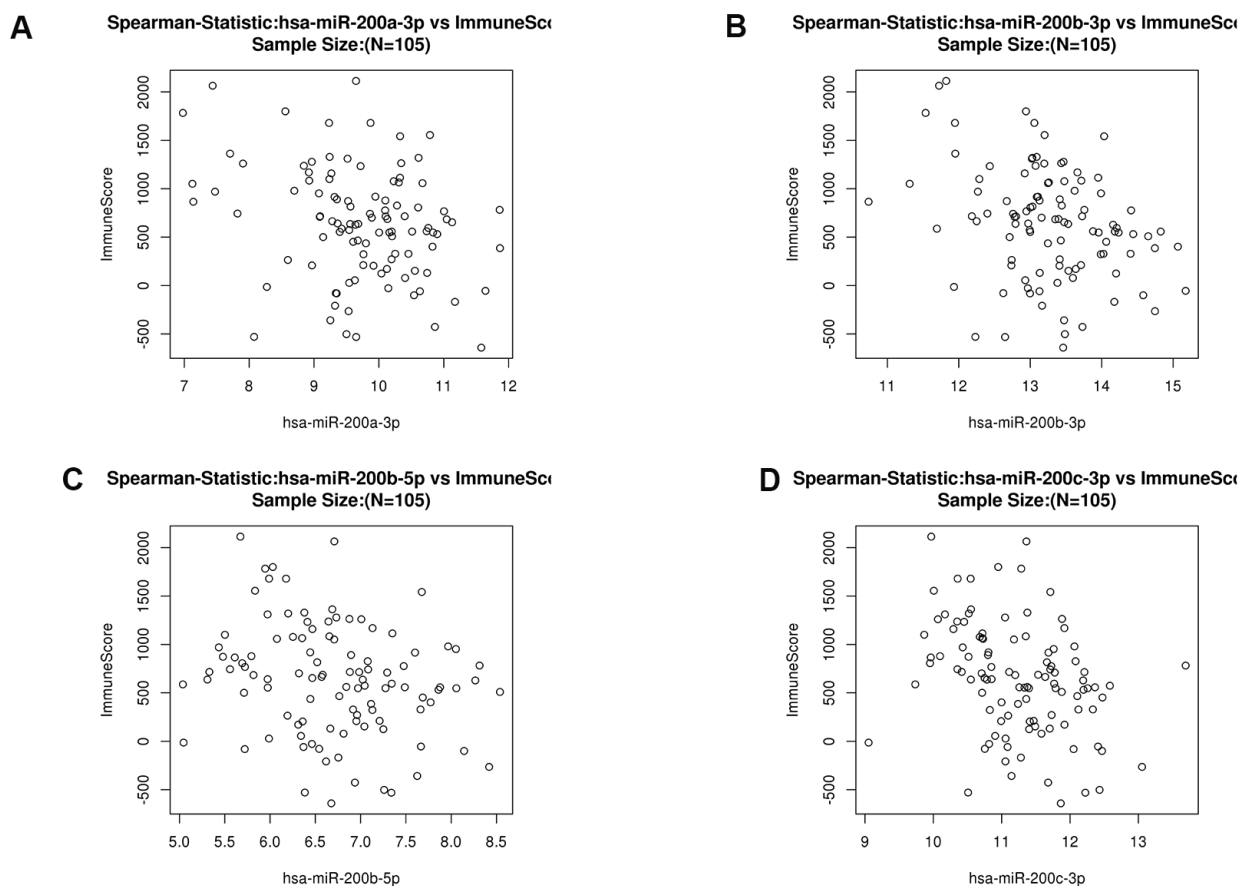 A
Spearman-Statistic:hsa-miR-200a-3p vs ImmuneSc
Sample Size:(N=105)
ImmuneScore
2000
1500
1000
500
0
-500
7 8 9 10 11 12
hsa-miR-200a-3p
B
Spearman-Statistic:hsa-miR-200b-3p vs ImmuneSc
Sample Size:(N=105)
ImmuneScore
2000
1500
1000
500
0
-500
11 12 13 14 15
hsa-miR-200b-3p
C
Spearman-Statistic:hsa-miR-200b-5p vs ImmuneSc
Sample Size:(N=105)
ImmuneScore
2000
1500
1000
500
0
-500
5.0 5.5 6.0 6.5 7.0 7.5 8.0 8.5
hsa-miR-200b-5p
D
Spearman-Statistic:hsa-miR-200c-3p vs ImmuneSc
Sample Size:(N=105)
ImmuneScore
2000
1500
1000
500
0
-500
9 10 11 12 13
hsa-miR-200c-3p